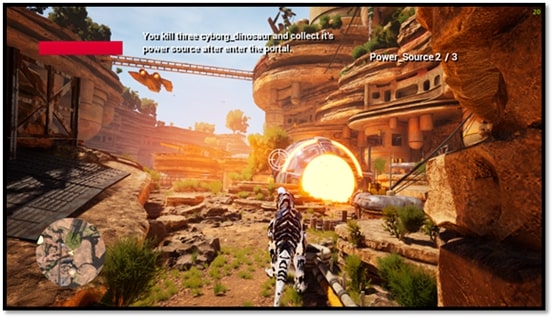 You kill three cyborg_dinosaur and collect it's
power source after enter the portal.
Power_Source 2 / 3
20